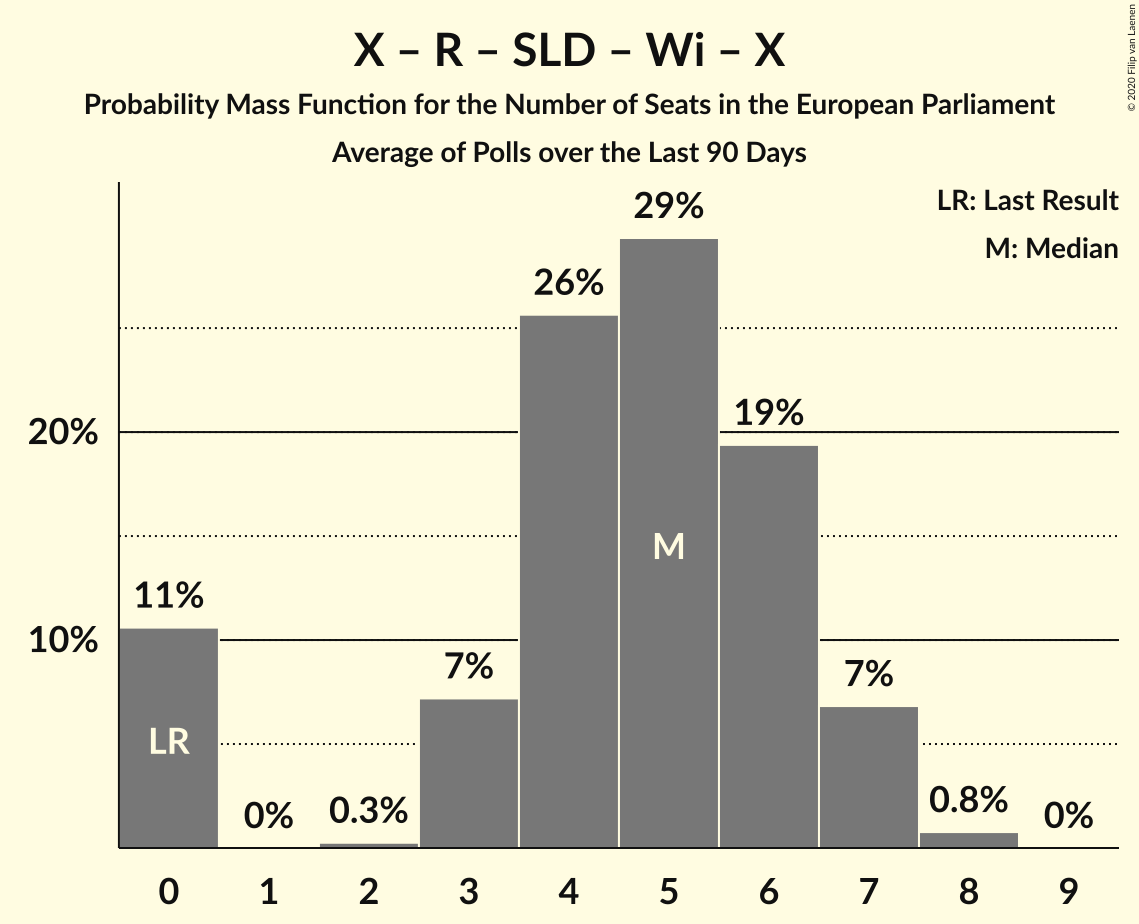 X – R – SLD – Wi – X
Probability Mass Function for the Number of Seats in the European Parliament
Average of Polls over the Last 90 Days
© 2020 Filip van Laenen
LR: Last Result
M: Median
29%
26%
19%
20%
11%
10%
7%
7%
0.3%
0.8%
0%
0%
LR
M
0 1 2 3 4 5 6 7 8 9